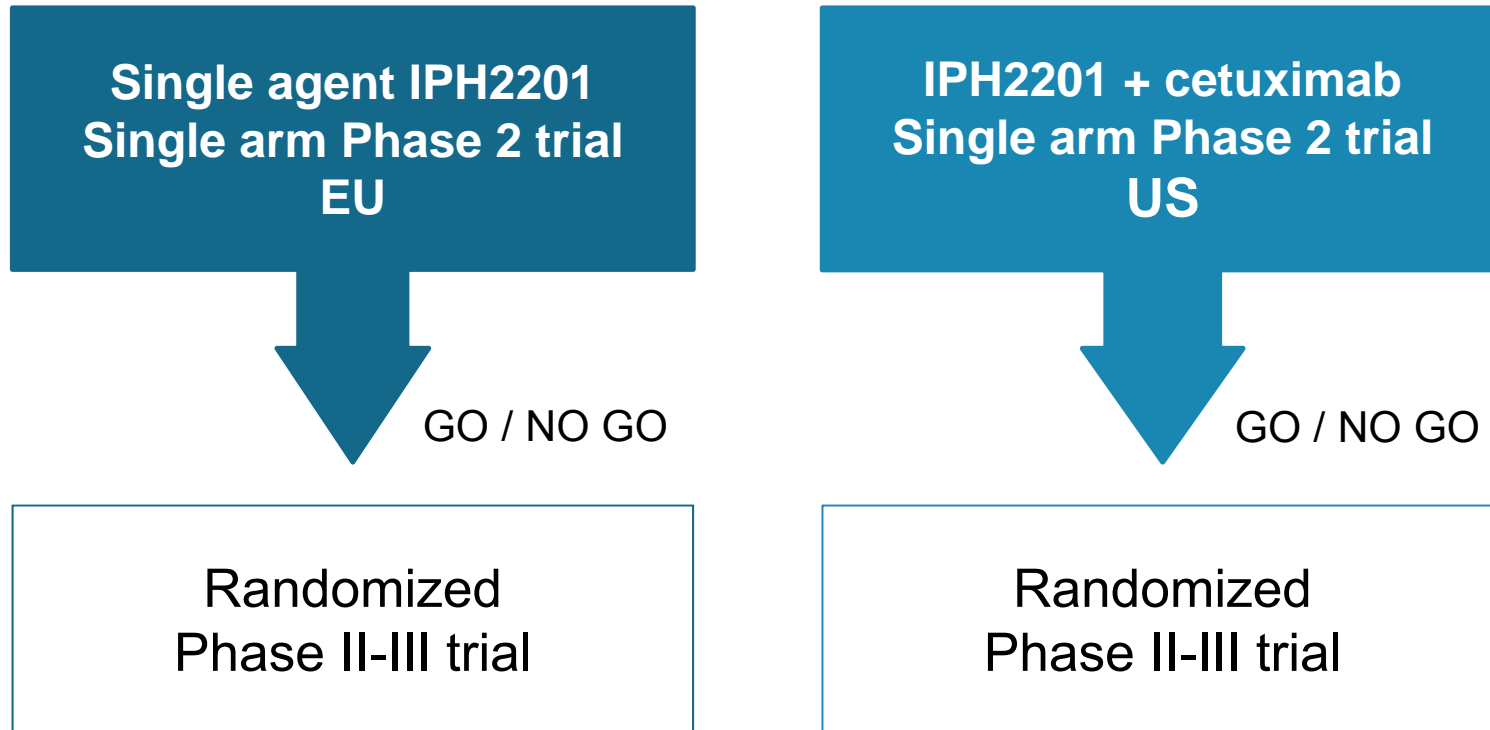 Single agent IPH2201
Single arm Phase 2 trial
EU
GO / NO GO
Randomized
Phase II-III trial
IPH2201 + cetuximab
Single arm Phase 2 trial
US
GO / NO GO
Randomized
Phase II-III trial